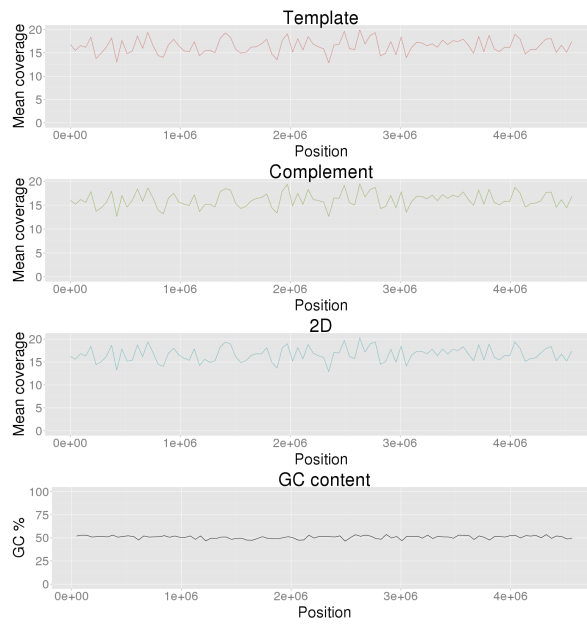 Template
Mean coverage
20
15
10
5
0
0e+00 1e+06 2e+06 3e+06 4e+06
Position
Complement
Mean coverage
20
15
10
5
0
0e+00 1e+06 2e+06 3e+06 4e+06
Position
2D
Mean coverage
20
15
10
5
0
0e+00 1e+06 2e+06 3e+06 4e+06
Position
GC content
GC %
100
75
50
25
0
0e+00 1e+06 2e+06 3e+06 4e+06
Position